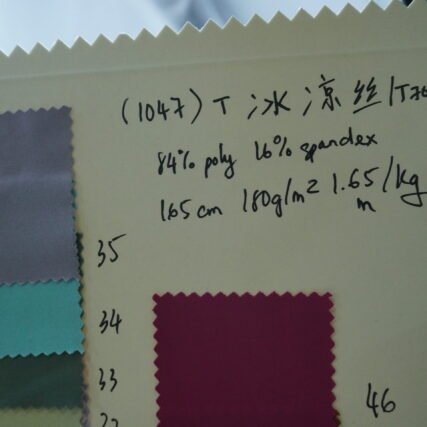 (1047) T 冰凉丝/T
84% poly 16% spandex
165cm 180g/m² 1.65/kg
m
35
34
33
46